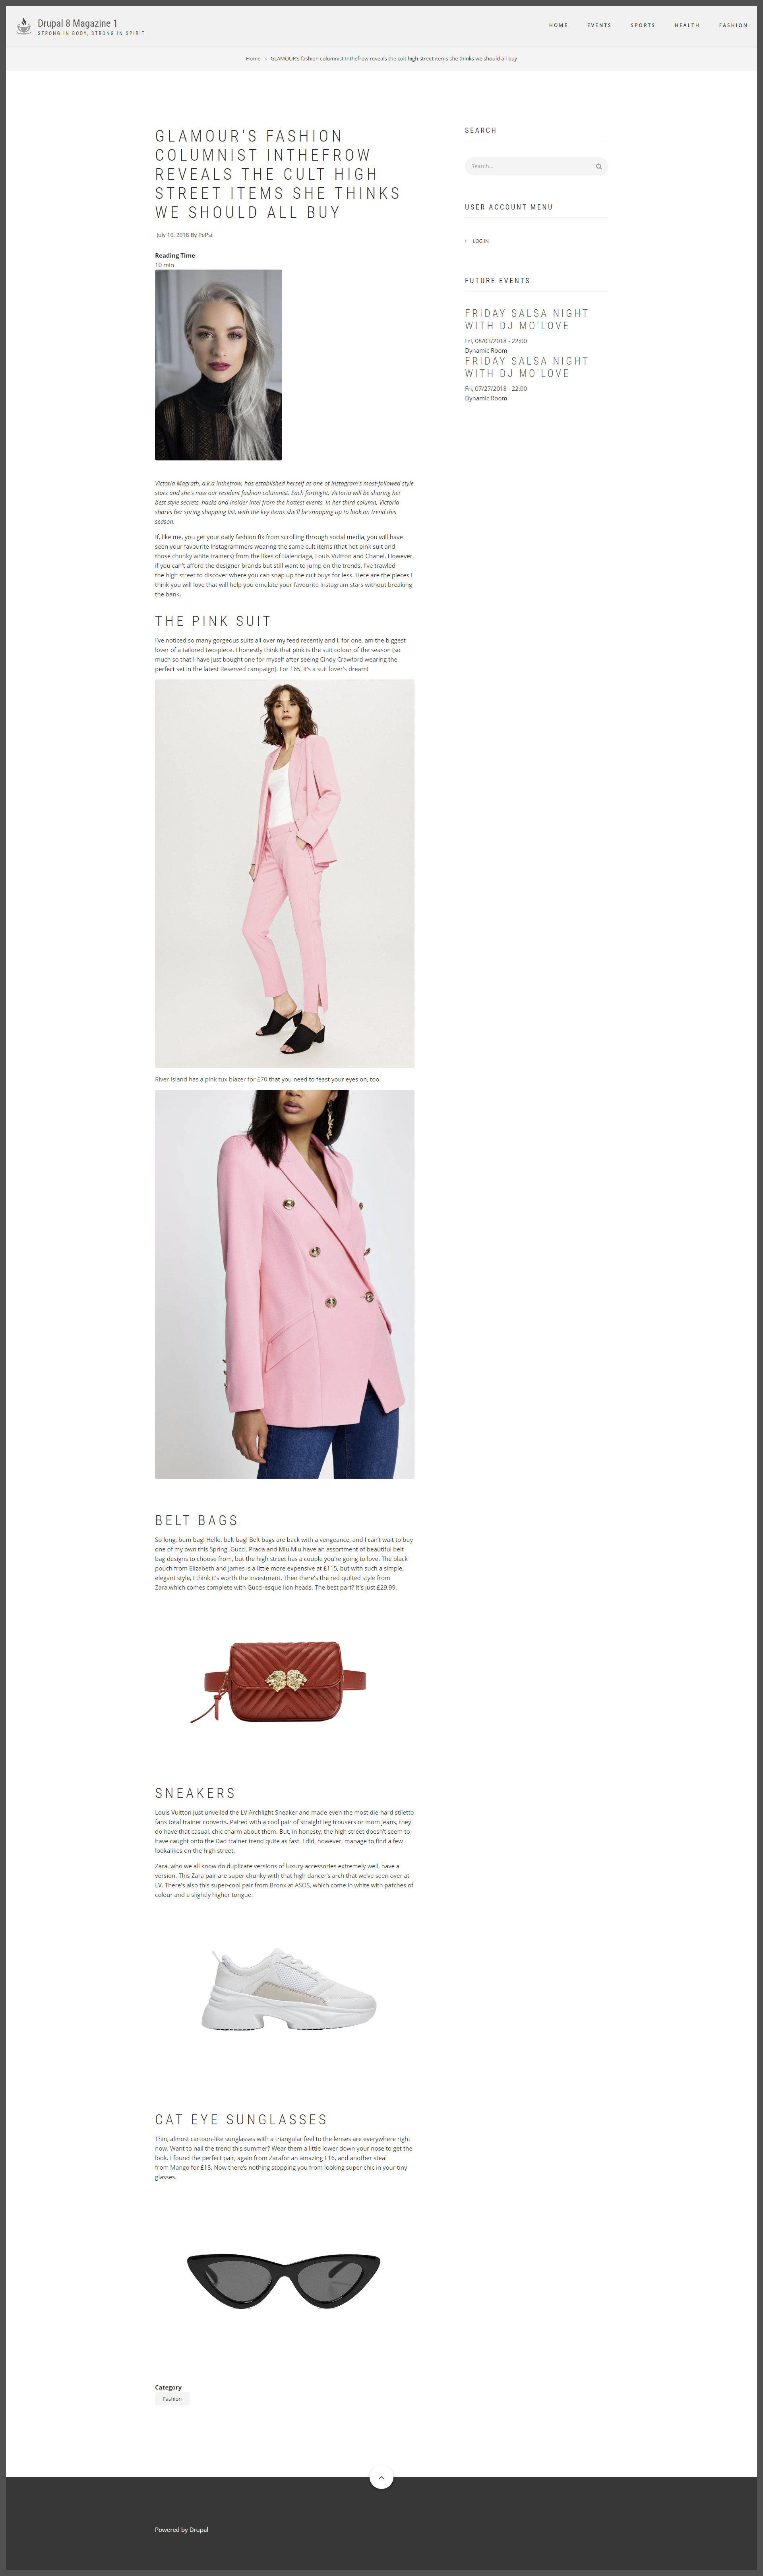 Drupal 8 Magazine 1
STRONG IN BODY, STRONG IN SPIRIT
HOME EVENTS SPORTS HEALTH FASHION
Home » GLAMOUR's fashion columnist Inthefrow reveals the cult high street items she thinks we should all buy
GLAMOUR'S FASHION
COLUMNIST INTHEFROW
REVEALS THE CULT HIGH
STREET ITEMS SHE THINKS
WE SHOULD ALL BUY
July 10, 2018 By PePsi
Reading Time
10 min
Victoria Magrath, a.k.a Inthefrow, has established herself as one of Instagram's most-followed style
stars and she's now our resident fashion columnist. Each fortnight, Victoria will be sharing her
best style secrets, hacks and insider intel from the hottest events. In her third column, Victoria
shares her spring shopping list, with the key items she'll be snapping up to look on trend this
season.
If, like me, you get your daily fashion fix from scrolling through social media, you will have
seen your favourite Instagrammers wearing the same cult items (that hot pink suit and
those chunky white trainers) from the likes of Balenciaga, Louis Vuitton and Chanel. However,
if you can't afford the designer brands but still want to jump on the trends, I've trawled
the high street to discover where you can snap up the cult buys for less. Here are the pieces I
think you will love that will help you emulate your favourite Instagram stars without breaking
the bank.
THE PINK SUIT
I've noticed so many gorgeous suits all over my feed recently and I, for one, am the biggest
lover of a tailored two-piece. I honestly think that pink is the suit colour of the season (so
much so that I have just bought one for myself after seeing Cindy Crawford wearing the
perfect set in the latest Reserved campaign). For £65, it's a suit lover's dream!
River Island has a pink tux blazer for £70 that you need to feast your eyes on, too.
BELT BAGS
So long, bum bag! Hello, belt bag! Belt bags are back with a vengeance, and I can't wait to buy
one of my own this Spring. Gucci, Prada and Miu Miu have an assortment of beautiful belt
bag designs to choose from, but the high street has a couple you're going to love. The black
pouch from Elizabeth and James is a little more expensive at £115, but with such a simple,
elegant style, I think it's worth the investment. Then there's the red quilted style from
Zara,which comes complete with Gucci-esque lion heads. The best part? It's just £29.99.
SNEAKERS
Louis Vuitton just unveiled the LV Archlight Sneaker and made even the most die-hard stiletto
fans total trainer converts. Paired with a cool pair of straight leg trousers or mom jeans, they
do have that casual, chic charm about them. But, in honesty, the high street doesn't seem to
have caught onto the Dad trainer trend quite as fast. I did, however, manage to find a few
lookalikes on the high street.
Zara, who we all know do duplicate versions of luxury accessories extremely well, have a
version. This Zara pair are super chunky with that high dancer's arch that we've seen over at
LV. There's also this super-cool pair from Bronx at ASOS, which come in white with patches of
colour and a slightly higher tongue.
CAT EYE SUNGLASSES
Thin, almost cartoon-like sunglasses with a triangular feel to the lenses are everywhere right
now. Want to nail the trend this summer? Wear them a little lower down your nose to get the
look. I found the perfect pair, again from Zarafor an amazing £16, and another steal
from Mango for £18. Now there's nothing stopping you from looking super chic in your tiny
glasses.
Category
Fashion
SEARCH
Search...
USER ACCOUNT MENU
LOG IN
FUTURE EVENTS
FRIDAY SALSA NIGHT
WITH DJ MO'LOVE
Fri, 08/03/2018 - 22:00
Dynamic Room
FRIDAY SALSA NIGHT
WITH DJ MO'LOVE
Fri, 07/27/2018 - 22:00
Dynamic Room
Powered by Drupal